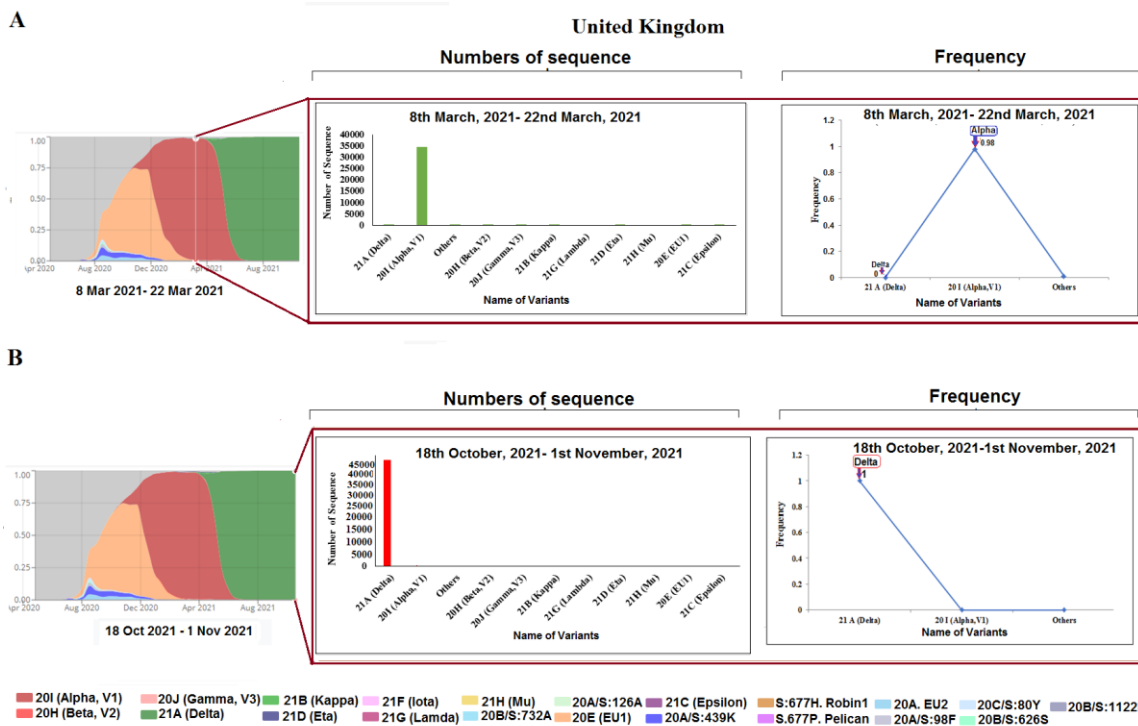 A
United Kingdom
Numbers of sequence
Frequency
8th March, 2021- 22nd March, 2021
Number of Sequence
40000
35000
30000
25000
20000
15000
10000
5000
0
21A (Delta)
20I (Alpha,V1)
Others
20H (Beta,V2)
20J (Gamma,V3)
21B (Kappa)
21G (Lambda)
21D (Eta)
21H (Mu)
20E (EU1)
21C (Epsilon)
Name of Variants
8th March, 2021- 22nd March, 2021
Frequency
1.2
1
0.8
0.6
0.4
0.2
0
Alpha
0.98
Delta
0
21 A (Delta)
20 I (Alpha,V1)
Others
Name of Variants
1.00
0.75
0.50
0.25
0.00
pr 2020
Aug 2020
Dec 2020
Apr 2021
Aug 2021
8 Mar 2021- 22 Mar 2021
B
Numbers of sequence
Frequency
18th October, 2021- 1st November, 2021
Number of Sequence
45000
40000
35000
30000
25000
20000
15000
10000
5000
0
21A (Delta)
20I (Alpha,V1)
Others
20H (Beta,V2)
20J (Gamma,V3)
21B (Kappa)
21G (Lambda)
21D (Eta)
21H (Mu)
20E (EU1)
21C (Epsilon)
Name of Variants
18th October, 2021-1st November, 2021
Frequency
1.2
1
0.8
0.6
0.4
0.2
0
Delta
1
21 A (Delta)
20 I (Alpha,V1)
Others
Name of Variants
1.00
0.75
0.50
0.25
0.00
pr 2020
Aug 2020
Dec 2020
Apr 2021
Aug 2021
18 Oct 2021 - 1 Nov 2021
20I (Alpha, V1) 20J (Gamma, V3) 21B (Kappa) 21F (Iota) 21H (Mu) 20A/S:126A 21C (Epsilon) S:677H. Robin1 20A. EU2 20C/S:80Y 20B/S:1122
20H (Beta, V2) 21A (Delta) 21D (Eta) 21G (Lamda) 20B/S:732A 20E (EU1) 20A/S:439K S.677P. Pelican 20A/S:98F 20B/S:626S